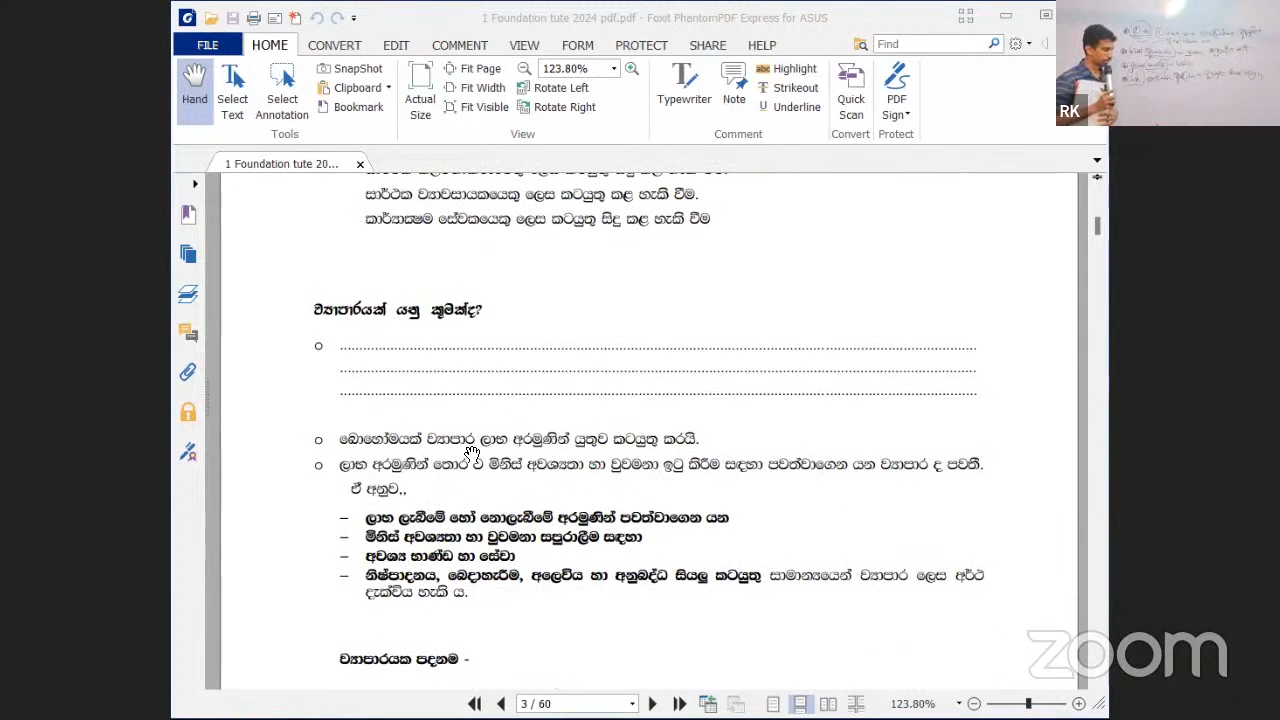 1 Foundation tute 2024 pdf.pdf - Foxit PhantomPDF Express for ASUS
FILE HOME CONVERT EDIT COMMENT VIEW FORM PROTECT SHARE HELP
Find
Hand
Select Text
Select Annotation
SnapShot
Clipboard
Bookmark
Tools
Actual Size
Fit Page
Fit Width
Fit Visible
123.80%
Rotate Left
Rotate Right
View
Typewriter
Note
Highlight
Strikeout
Underline
Comment
Quick Scan
Convert
PDF Sign
Protect
RK
1 Foundation tute 20...
සාර්ථක ව්‍යාවසායකයෙකු ලෙස කටයුතු කළ හැකි වීම.
කාර්යාක්ෂම සේවකයෙකු ලෙස කටයුතු සිදු කළ හැකි වීම
ව්‍යාපාරයක් යනු කුමක්ද?
බොහෝමයක් ව්‍යාපාර ලාභ අරමුණින් යුතුව කටයුතු කරයි.
ලාභ අරමුණින් තොර ව මිනිස් අවශ්‍යතා හා වුවමනා ඉටු කිරීම සඳහා පවත්වාගෙන යන ව්‍යාපාර ද පවතී.
ඒ අනුව,,
– ලාභ ලැබීමේ හෝ නොලැබීමේ අරමුණින් පවත්වාගෙන යන
– මිනිස් අවශ්‍යතා හා වුවමනා සපුරාලීම සඳහා
– අවශ්‍ය භාණ්ඩ හා සේවා
– නිෂ්පාදනය, බෙදාහැරීම, අලෙවිය හා අනුබද්ධ සියලු කටයුතු සාමාන්‍යයෙන් ව්‍යාපාර ලෙස අර්ථ
දැක්විය හැකි ය.
ව්‍යාපාරයක පදනම -
zoom
3 / 60
123.80%